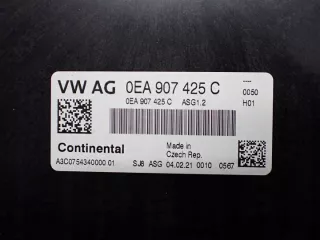 VW AG 0EA 907 425 C
0EA 907 425 C ASG1.2
---
0050
H01
Continental
Made in
Czech Rep.
A3C0754340000 01
SJB ASG 04.02.21 0010 0567